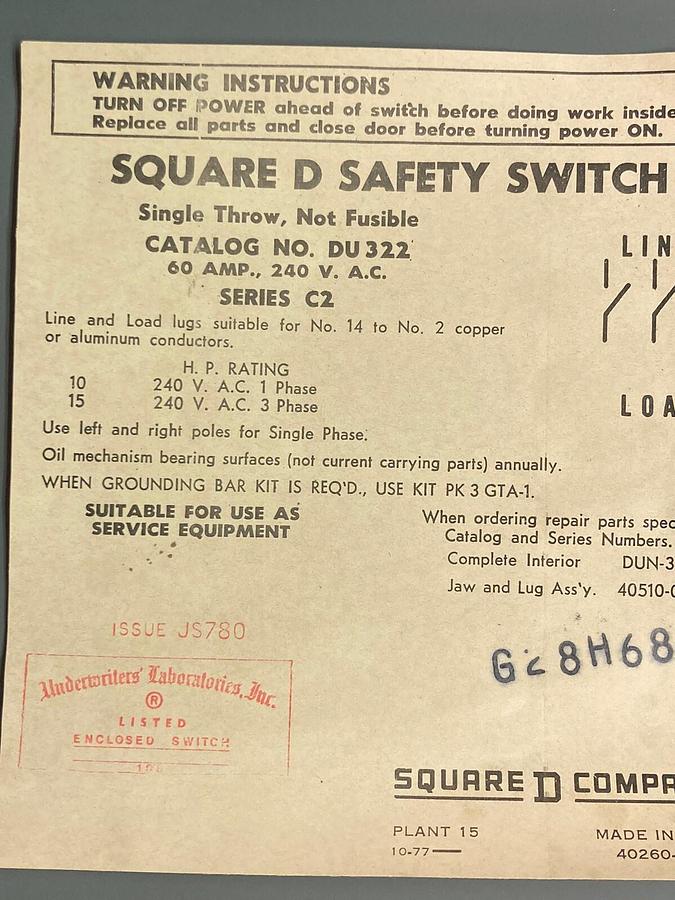 WARNING INSTRUCTIONS
TURN OFF POWER ahead of switch before doing work inside
Replace all parts and close door before turning power ON.
SQUARE D SAFETY SWITCH
Single Throw, Not Fusible
CATALOG NO. DU 322
60 AMP., 240 V. A.C.
SERIES C2
LIN
Line and Load lugs suitable for No. 14 to No. 2 copper
or aluminum conductors.
H. P. RATING
10 240 V. A.C. 1 Phase
15 240 V. A.C. 3 Phase
LOA
Use left and right poles for Single Phase.
Oil mechanism bearing surfaces (not current carrying parts) annually.
WHEN GROUNDING BAR KIT IS REQ'D., USE KIT PK 3 GTA-1.
SUITABLE FOR USE AS
SERVICE EQUIPMENT
When ordering repair parts spec
Catalog and Series Numbers.
Complete Interior DUN-3
Jaw and Lug Ass'y. 40510-0
ISSUE JS780
Underwriters' Laboratories, Inc.
®
LISTED
ENCLOSED SWITCH
G28H68
SQUARE D COMPA
PLANT 15 MADE IN
10-77 40260-